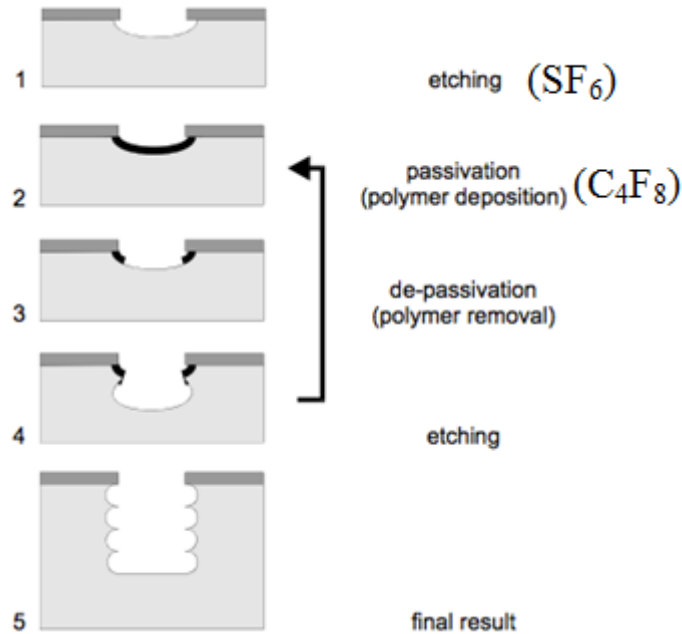 1 etching (SF₆)
2 passivation
(polymer deposition) (C₄F₈)
3 de-passivation
(polymer removal)
4 etching
5 final result